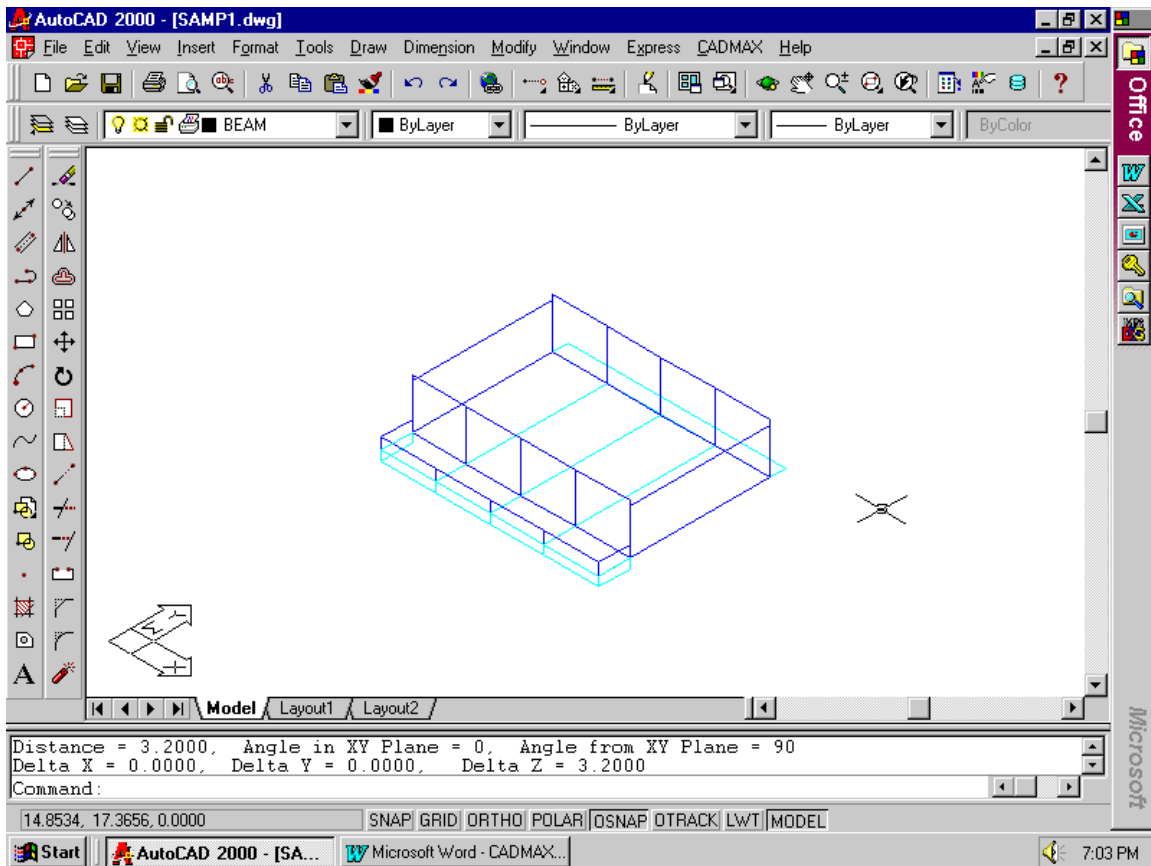 AutoCAD 2000 - [SAMP1.dwg]
File Edit View Insert Format Tools Draw Dimension Modify Window Express CADMAX Help
BEAM ByLayer ByLayer ByLayer ByColor
Office
Model Layout1 Layout2
Distance = 3.2000, Angle in XY Plane = 0, Angle from XY Plane = 90
Delta X = 0.0000, Delta Y = 0.0000, Delta Z = 3.2000
Command:
14.8534, 17.3656, 0.0000 SNAP GRID ORTHO POLAR OSNAP OTRACK LWT MODEL
Microsoft
Start AutoCAD 2000 - [SA... Microsoft Word - CADMAX... 7:03 PM